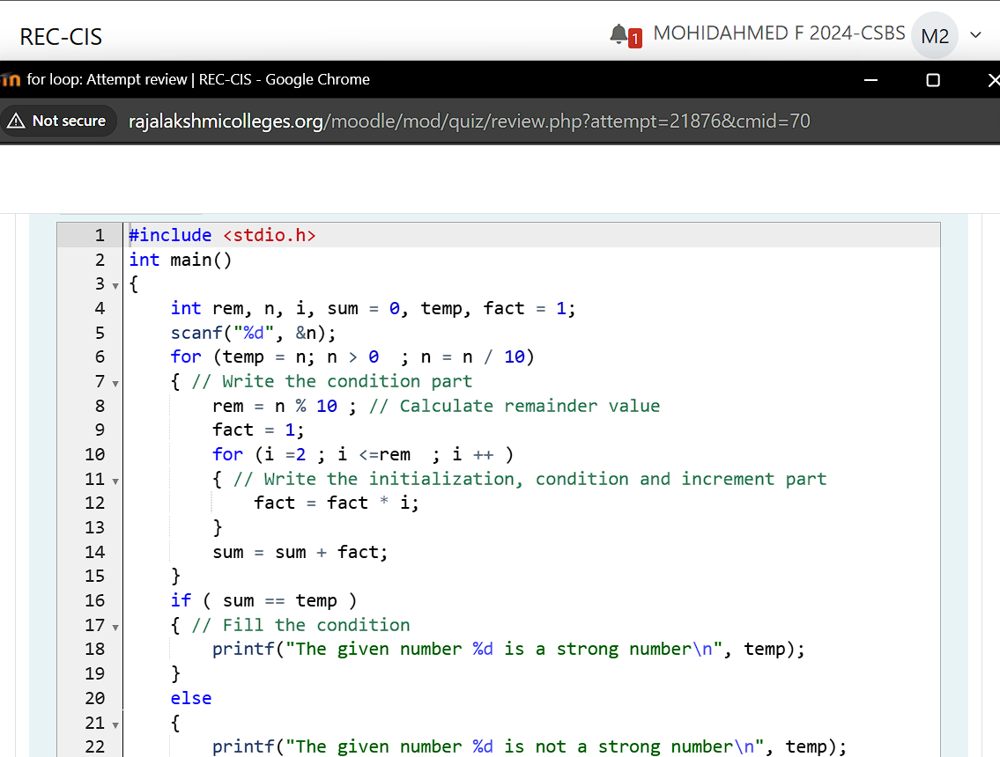 REC-CIS
1 MOHIDAHMED F 2024-CSBS M2
for loop: Attempt review | REC-CIS - Google Chrome
Not secure rajalakshmicolleges.org/moodle/mod/quiz/review.php?attempt=21876&cmid=70
1 #include <stdio.h>
2 int main()
3 {
4     int rem, n, i, sum = 0, temp, fact = 1;
5     scanf("%d", &n);
6     for (temp = n; n > 0  ; n = n / 10)
7     { // Write the condition part
8         rem = n % 10 ; // Calculate remainder value
9         fact = 1;
10         for (i =2 ; i <=rem  ; i ++ )
11         { // Write the initialization, condition and increment part
12             fact = fact * i;
13         }
14         sum = sum + fact;
15     }
16     if ( sum == temp )
17     { // Fill the condition
18         printf("The given number %d is a strong number\n", temp);
19     }
20     else
21     {
22         printf("The given number %d is not a strong number\n", temp);